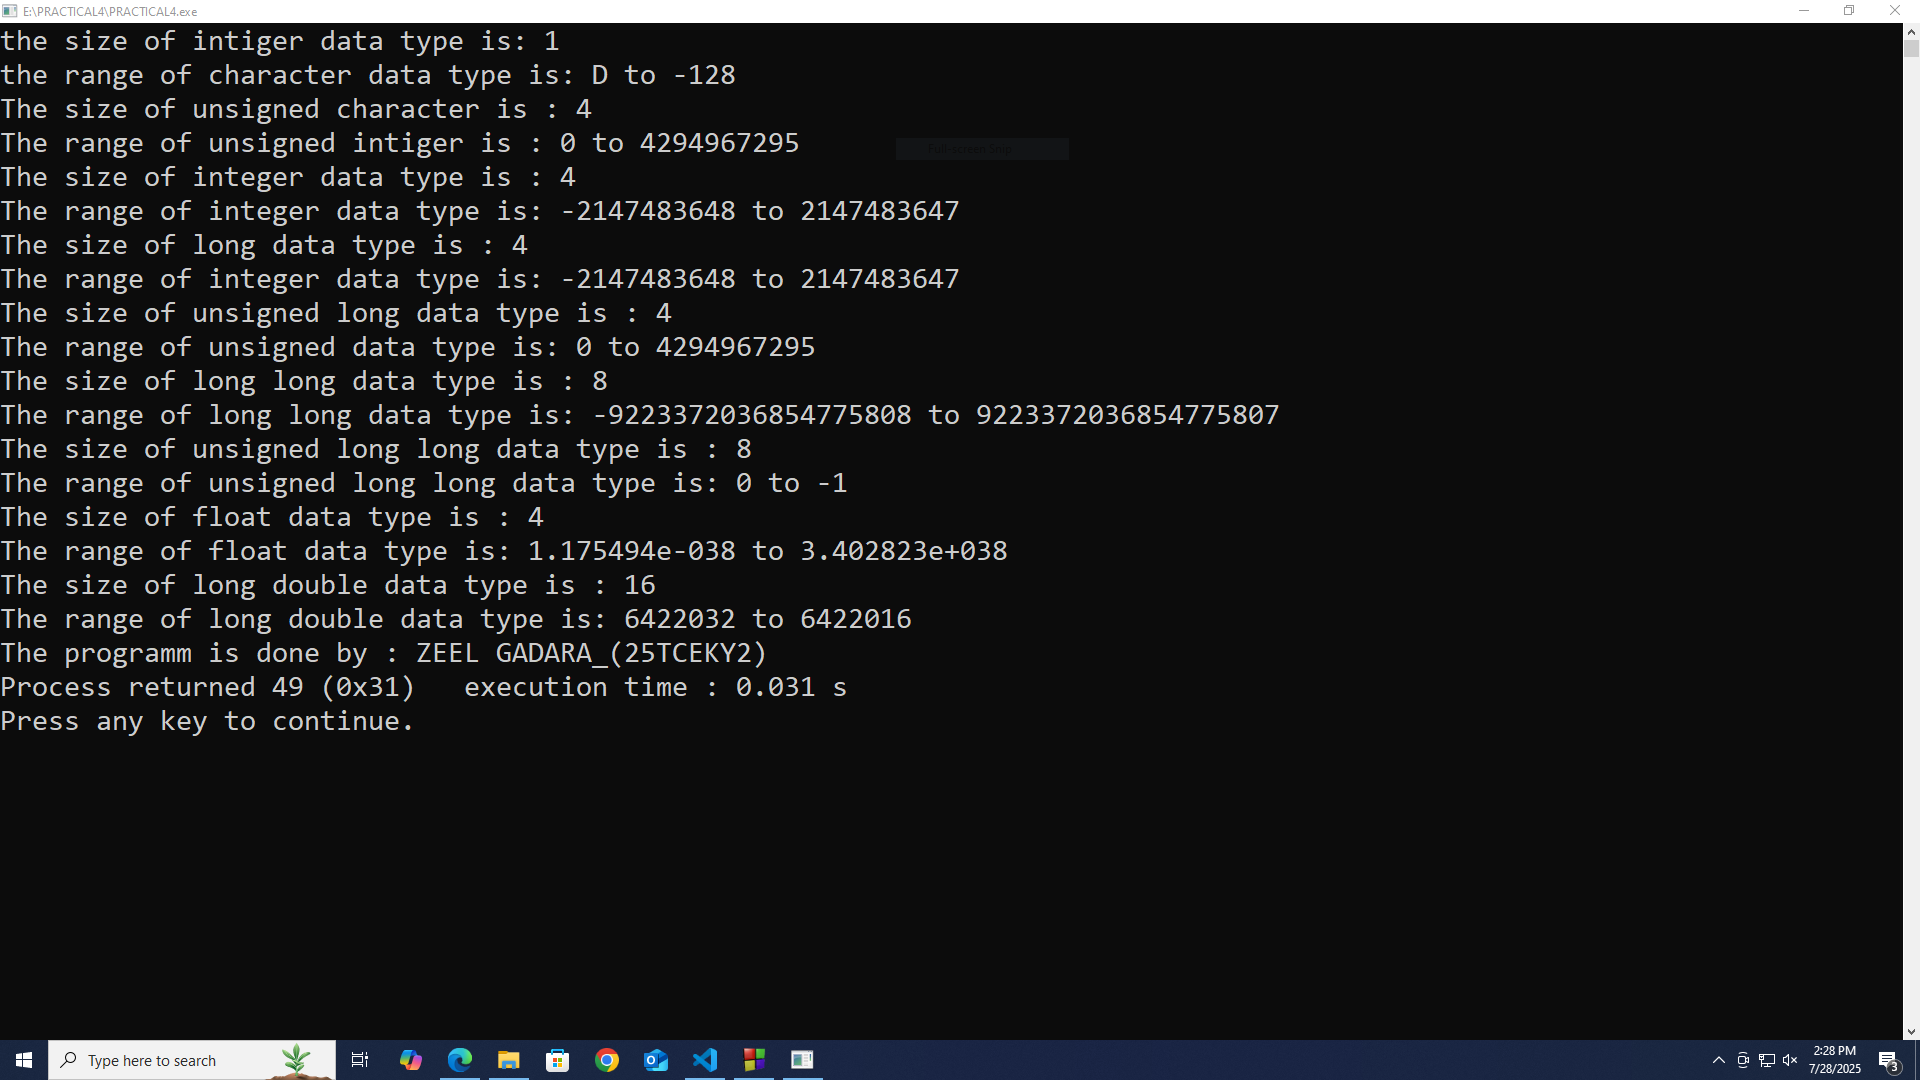 E:\PRACTICAL4\PRACTICAL4.exe
the size of intiger data type is: 1
the range of character data type is: D to -128
The size of unsigned character is : 4
The range of unsigned intiger is : 0 to 4294967295
Full-screen Snip
The size of integer data type is : 4
The range of integer data type is: -2147483648 to 2147483647
The size of long data type is : 4
The range of integer data type is: -2147483648 to 2147483647
The size of unsigned long data type is : 4
The range of unsigned data type is: 0 to 4294967295
The size of long long data type is : 8
The range of long long data type is: -9223372036854775808 to 9223372036854775807
The size of unsigned long long data type is : 8
The range of unsigned long long data type is: 0 to -1
The size of float data type is : 4
The range of float data type is: 1.175494e-038 to 3.402823e+038
The size of long double data type is : 16
The range of long double data type is: 6422032 to 6422016
The programm is done by : ZEEL GADARA_(25TCEKY2)
Process returned 49 (0x31)   execution time : 0.031 s
Press any key to continue.
Type here to search
2:28 PM
7/28/2025
3